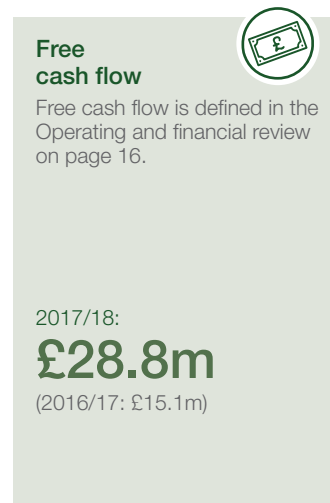 £
Free
cash flow
Free cash flow is defined in the
Operating and financial review
on page 16.
2017/18:
£28.8m
(2016/17: £15.1m)